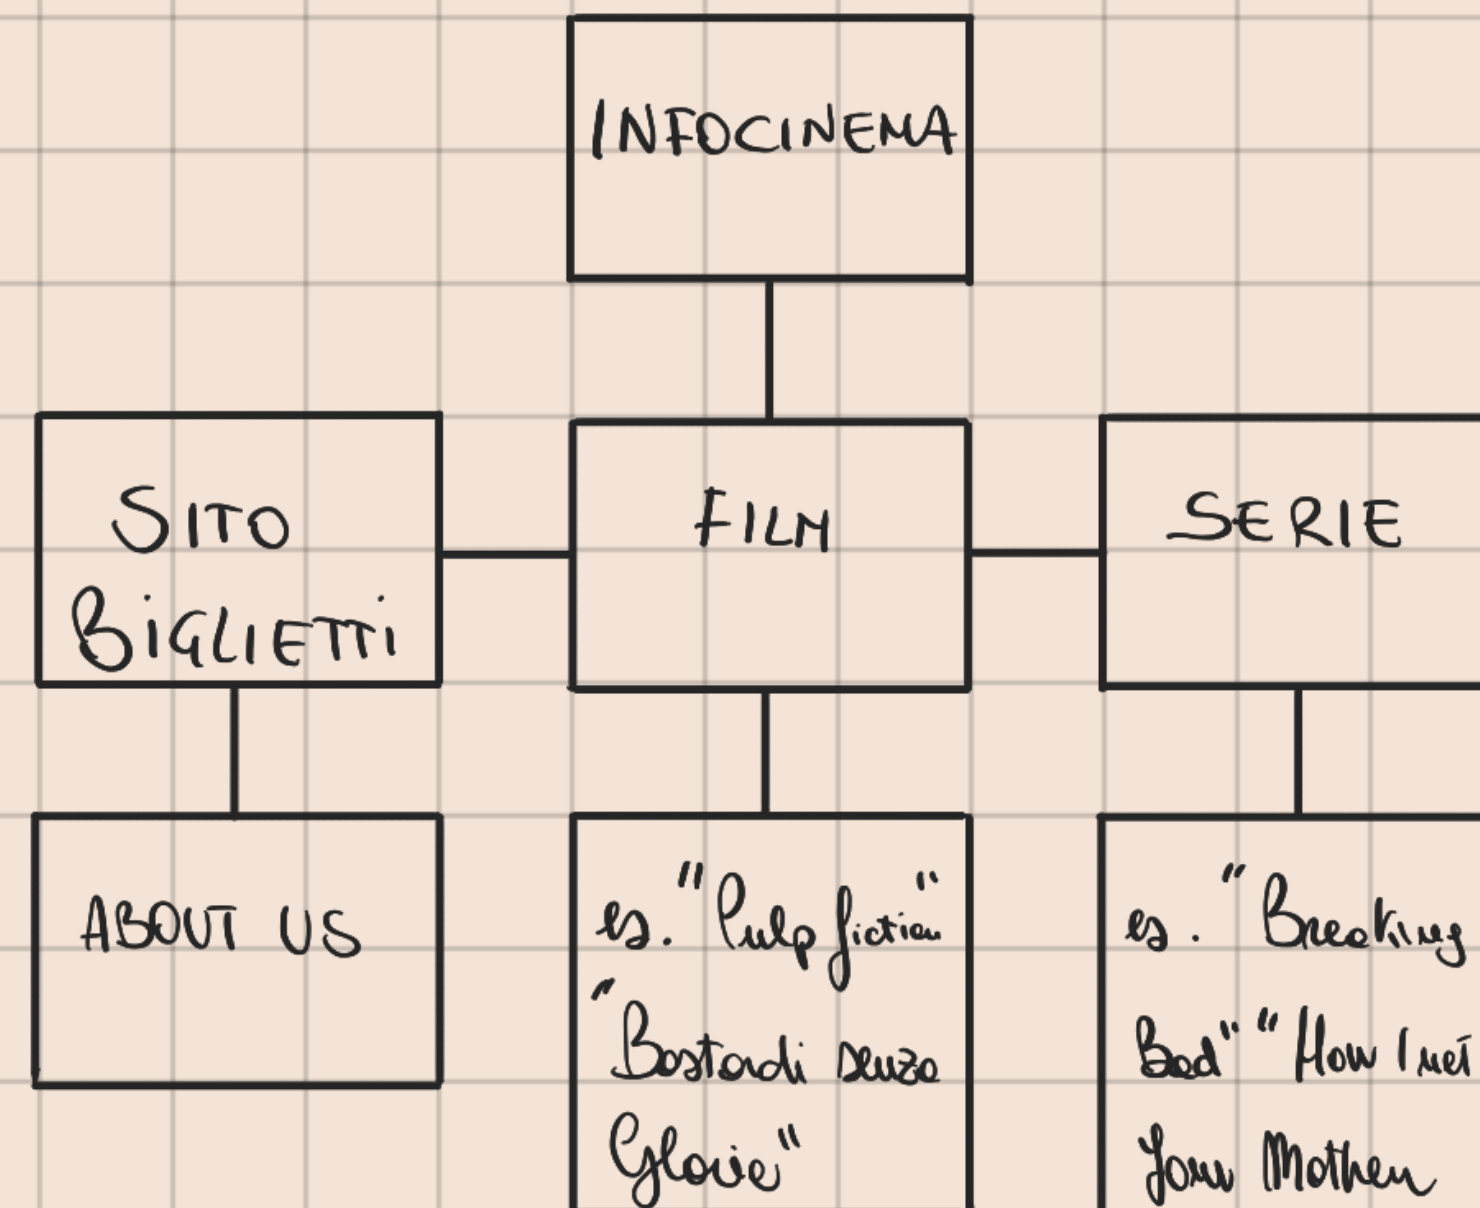 INFOCINEMA
SITO
BIGLIETTI
FILM
SERIE
ABOUT US
es. "Pulp fiction"
"Bastardi senza
Gloria"
es. "Breaking
Bad" "How I met
Your Mother